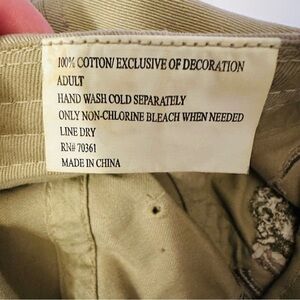 100% COTTON/ EXCLUSIVE OF DECORATION
ADULT
HAND WASH COLD SEPARATELY
ONLY NON-CHLORINE BLEACH WHEN NEEDED
LINE DRY
RN# 70361
MADE IN CHINA